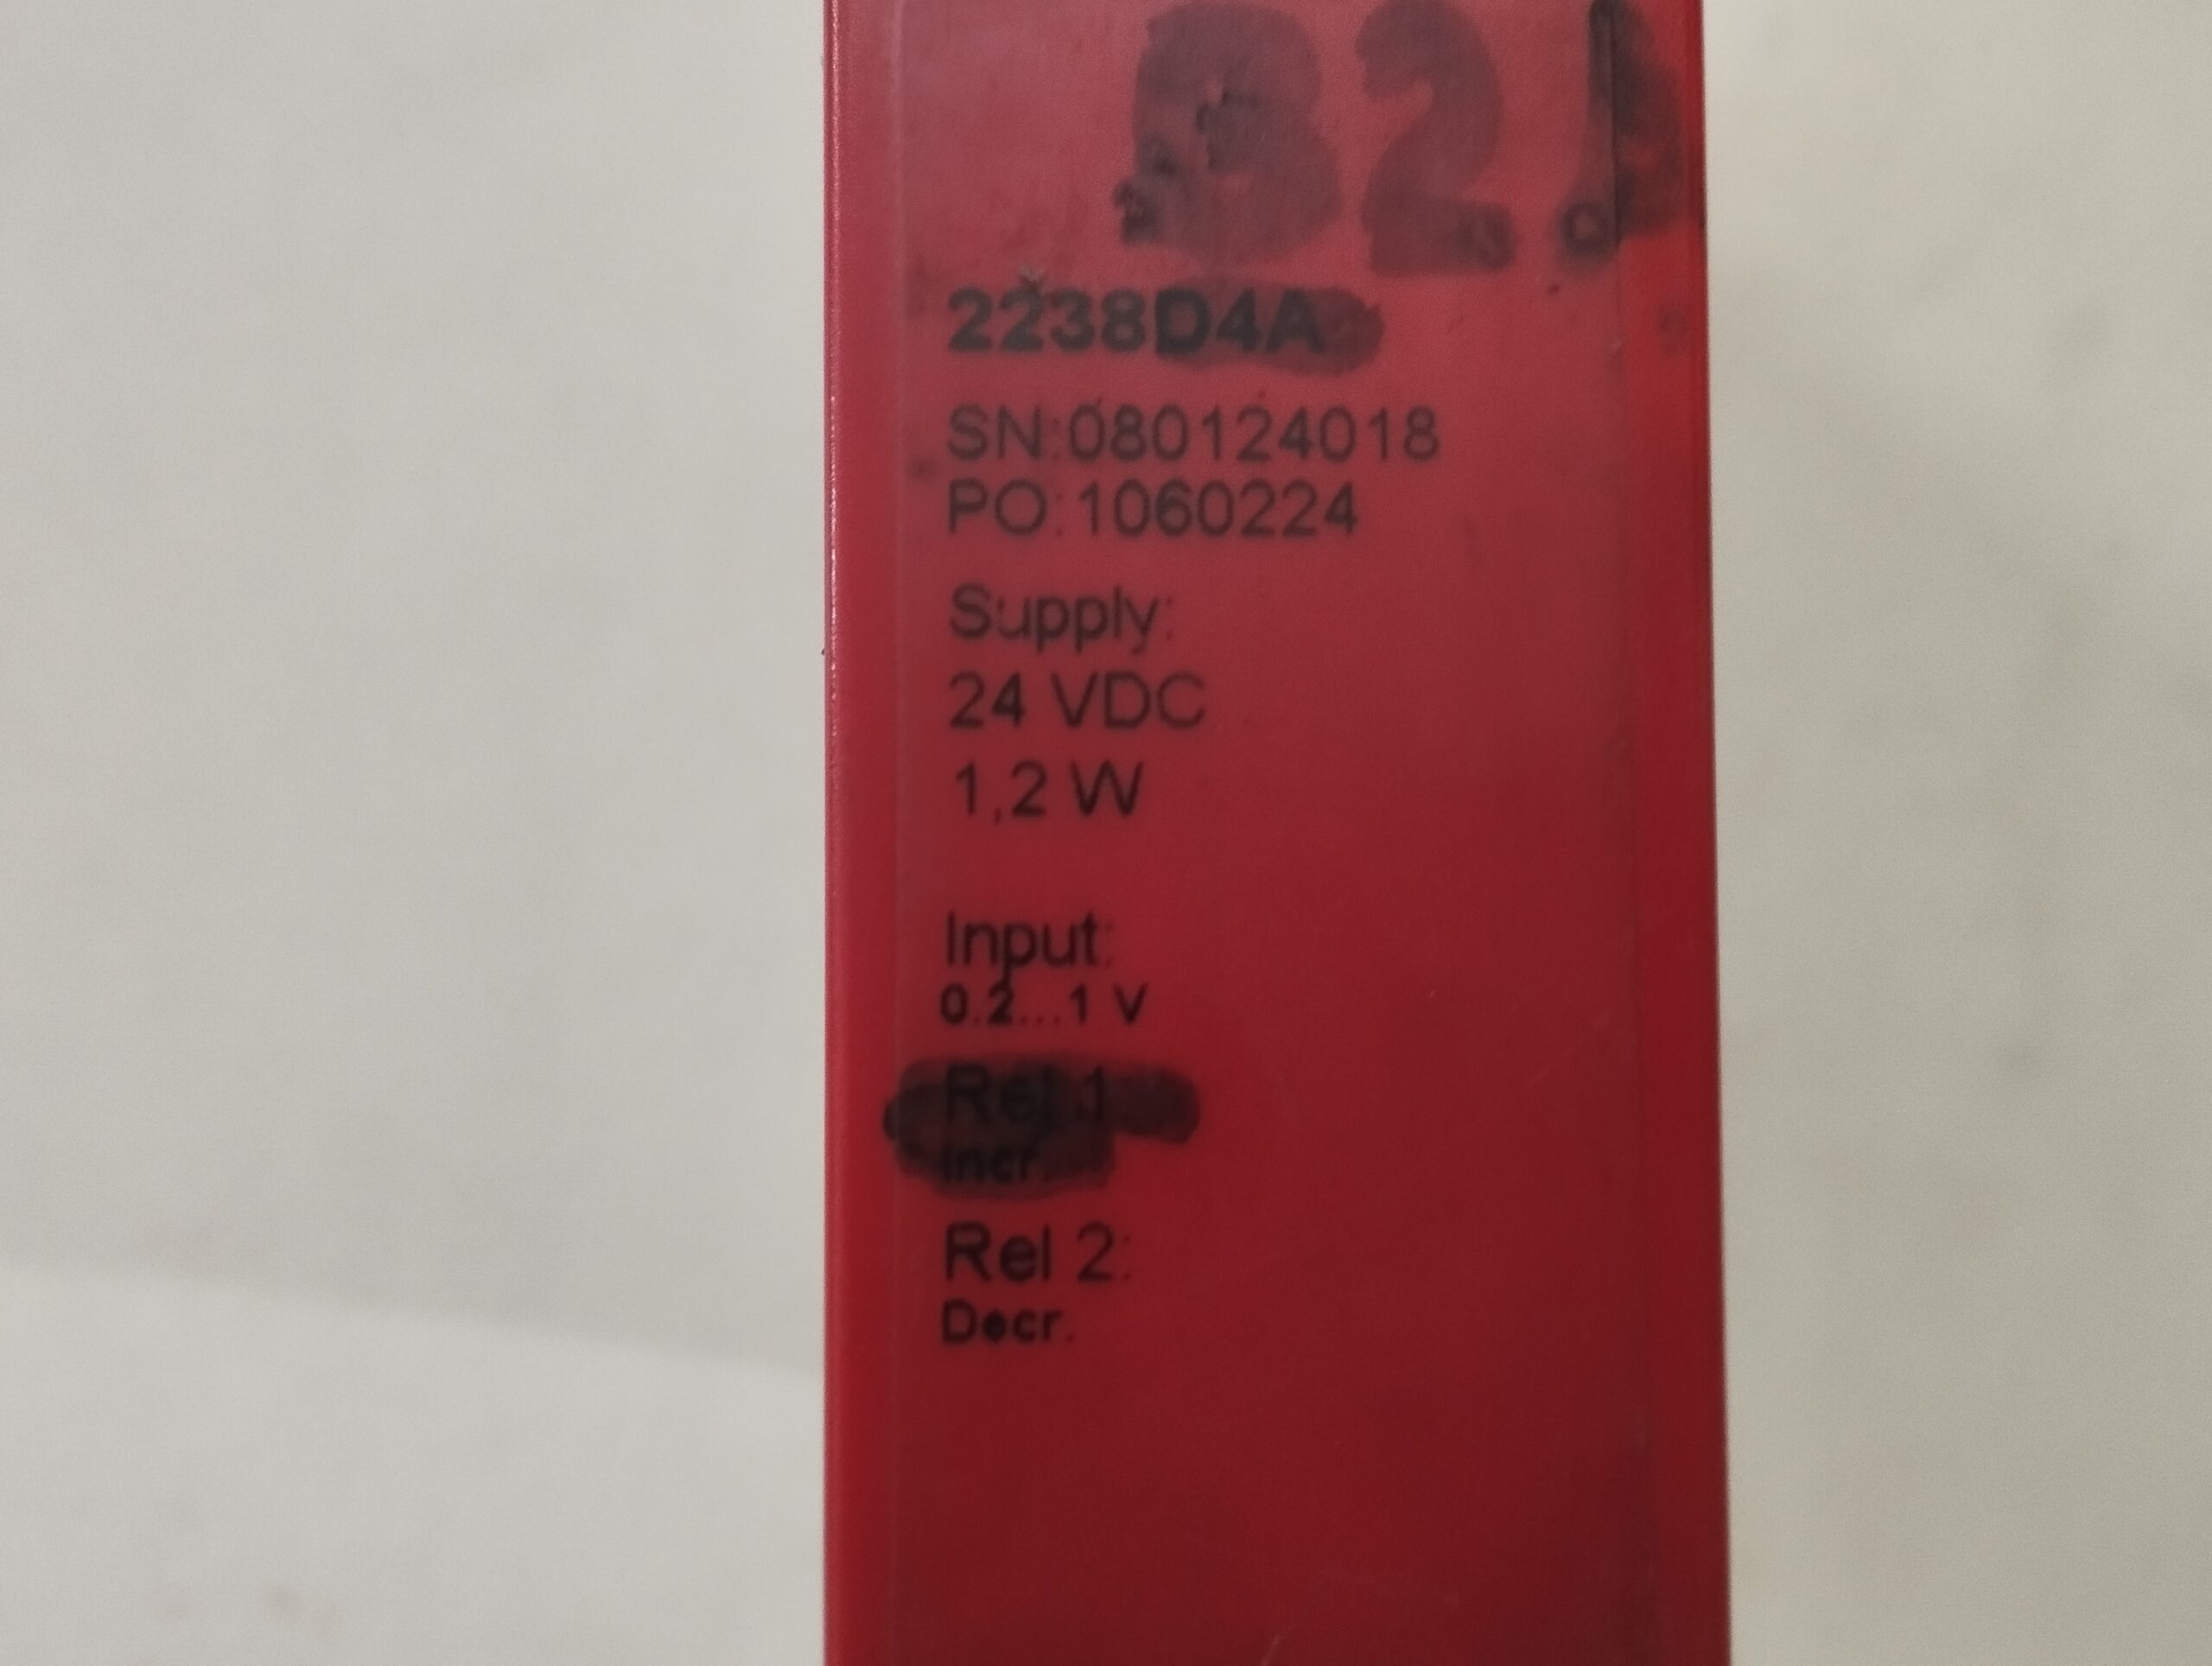 B2.
2238D4A
SN:080124018
PO:1060224
Supply:
24 VDC
1,2 W
Input:
0.2...1 V
Rel 1:
Incr.
Rel 2:
Decr.